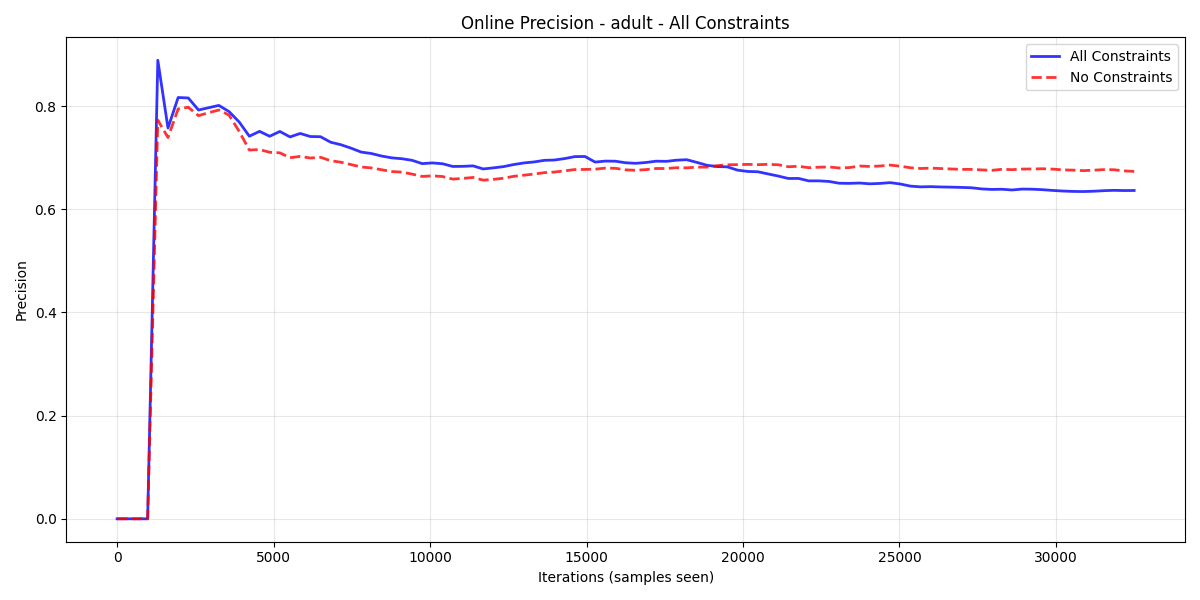 Online Precision - adult - All Constraints
All Constraints
No Constraints
Precision
0.8
0.6
0.4
0.2
0.0
0 5000 10000 15000 20000 25000 30000
Iterations (samples seen)